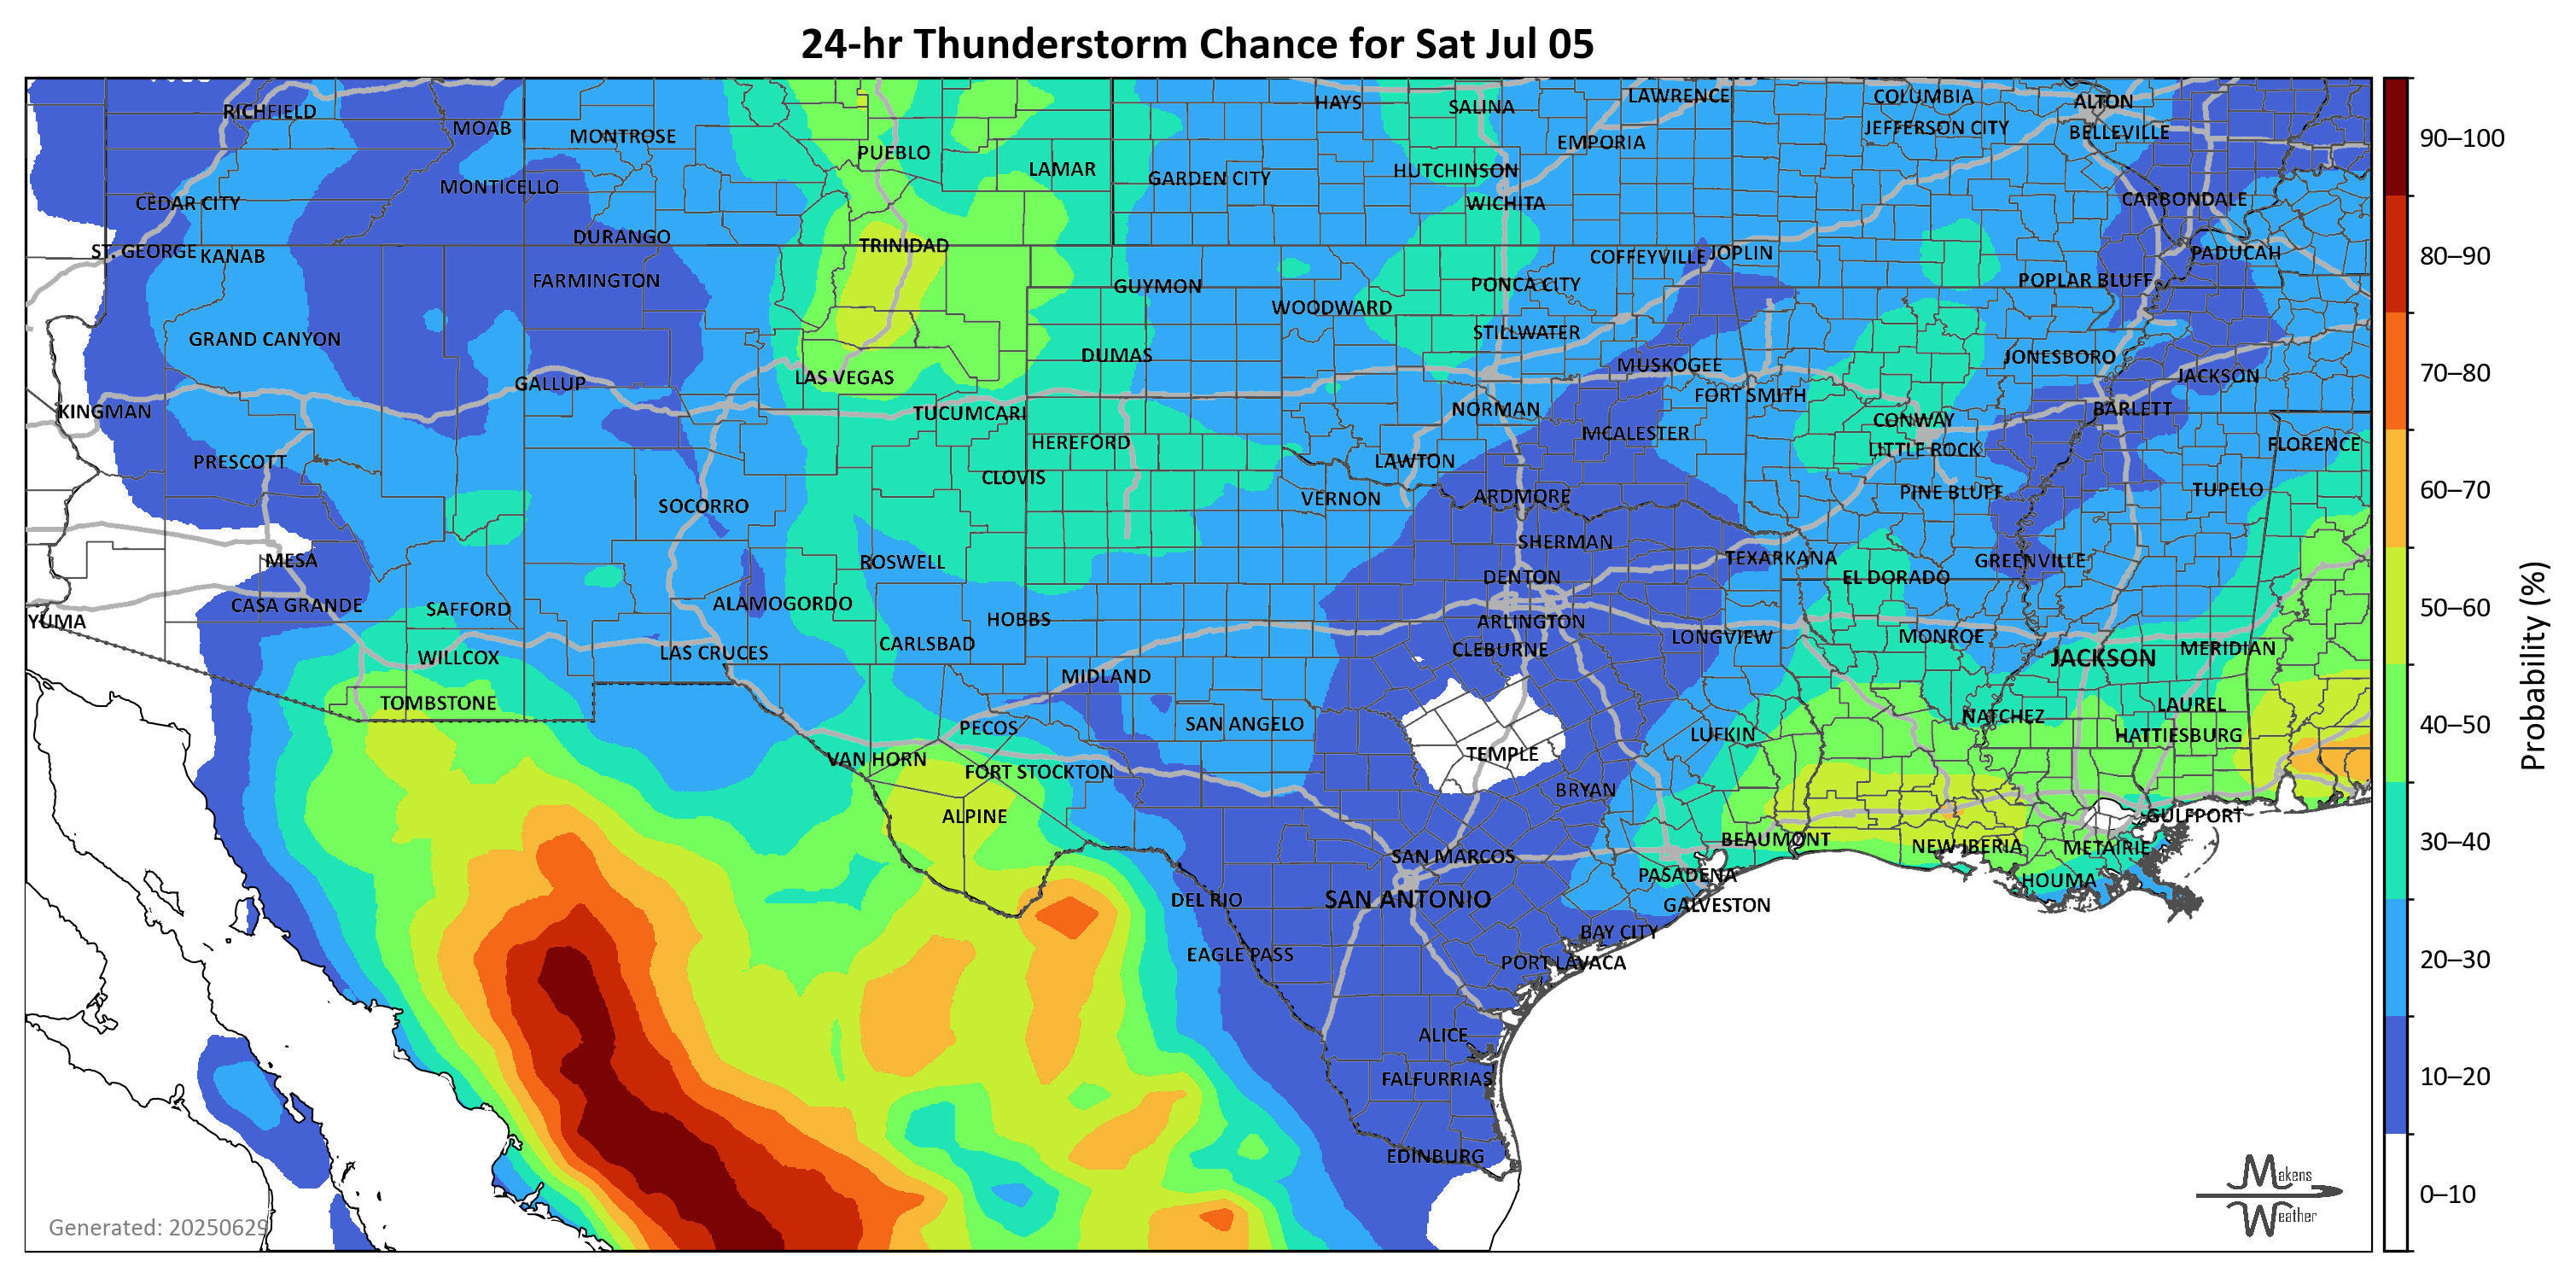 24-hr Thunderstorm Chance for Sat Jul 05
RICHFIELD
MOAB
MONTROSE
PUEBLO
LAMAR
HAYS
SALINA
LAWRENCE
COLUMBIA
ALTON
JEFFERSON CITY
BELLEVILLE
EMPORIA
HUTCHINSON
GARDEN CITY
MONTICELLO
CEDAR CITY
WICHITA
CARBONDALE
DURANGO
TRINIDAD
ST. GEORGE
KANAB
COFFEYVILLE
JOPLIN
PADUCAH
FARMINGTON
GUYMON
PONCA CITY
POPLAR BLUFF
WOODWARD
STILLWATER
GRAND CANYON
DUMAS
MUSKOGEE
JONESBORO
GALLUP
LAS VEGAS
JACKSON
FORT SMITH
KINGMAN
TUCUMCARI
NORMAN
CONWAY
BARLETT
HEREFORD
MCALESTER
LITTLE ROCK
FLORENCE
PRESCOTT
CLOVIS
LAWTON
VERNON
ARDMORE
PINE BLUFF
TUPELO
SOCORRO
SHERMAN
MESA
ROSWELL
TEXARKANA
GREENVILLE
DENTON
EL DORADO
CASA GRANDE
SAFFORD
ALAMOGORDO
HOBBS
YUMA
ARLINGTON
LONGVIEW
MONROE
CARLSBAD
CLEBURNE
MERIDIAN
WILLCOX
LAS CRUCES
JACKSON
MIDLAND
TOMBSTONE
LAUREL
PECOS
SAN ANGELO
NATCHEZ
LUFKIN
HATTIESBURG
VAN HORN
TEMPLE
FORT STOCKTON
BRYAN
ALPINE
GULFPORT
BEAUMONT
NEW IBERIA
METAIRIE
SAN MARCOS
PASADENA
HOUMA
DEL RIO
SAN ANTONIO
GALVESTON
BAY CITY
EAGLE PASS
PORT LAVACA
ALICE
FALFURRIAS
EDINBURG
Generated: 20250629
Makens
Weather
90–100
80–90
70–80
60–70
50–60
40–50
30–40
20–30
10–20
0–10
Probability (%)